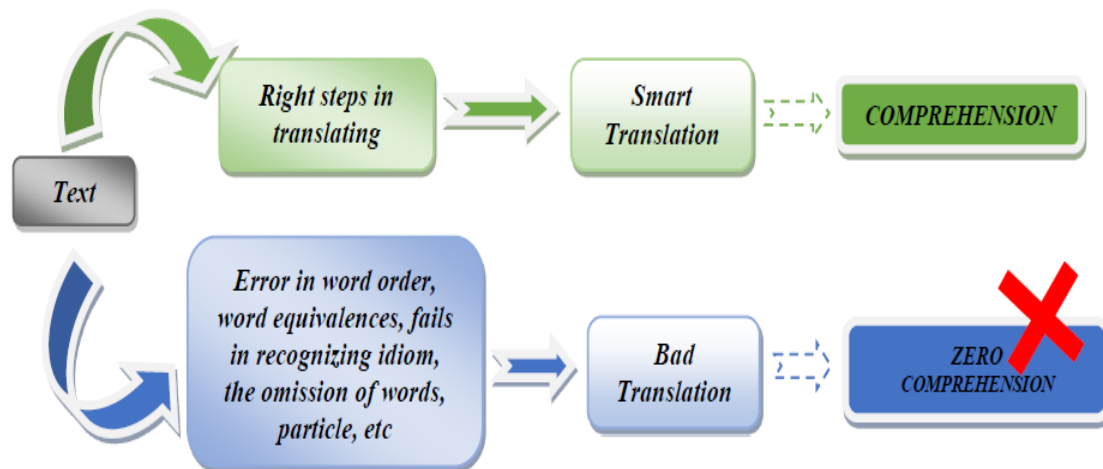 Right steps in
translating
Smart
Translation
COMPREHENSION
Text
Error in word order,
word equivalences, fails
in recognizing idiom,
the omission of words,
particle, etc
Bad
Translation
ZERO
COMPREHENSION